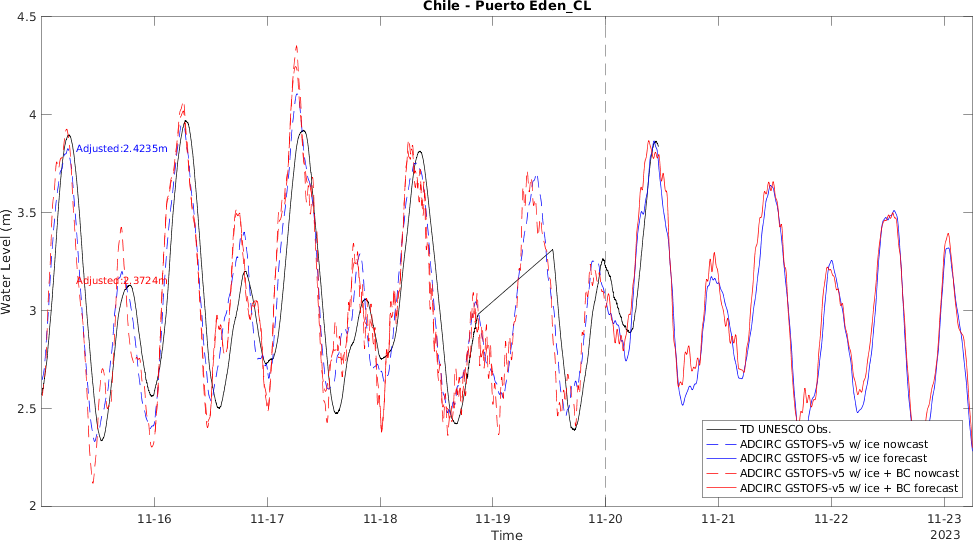 Chile - Puerto Eden_CL
Water Level (m)
4.5
4
3.5
3
2.5
2
Adjusted:2.4235m
Adjusted:2.3724m
TD UNESCO Obs.
ADCIRC GSTOFS-v5 w/ ice nowcast
ADCIRC GSTOFS-v5 w/ ice forecast
ADCIRC GSTOFS-v5 w/ ice + BC nowcast
ADCIRC GSTOFS-v5 w/ ice + BC forecast
11-16 11-17 11-18 11-19 11-20 11-21 11-22 11-23
2023
Time